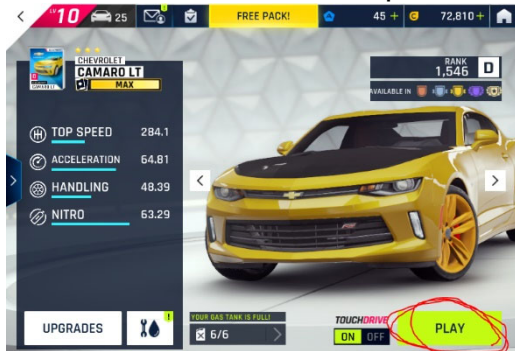 LV 10
25
FREE PACK!
45 +
72,810 +
CHEVROLET
CAMARO LT
MAX
RANK
1,546 D
AVAILABLE IN
TOP SPEED 284.1
ACCELERATION 64.81
HANDLING 48.39
NITRO 63.29
YOUR GAS TANK IS FULL!
6/6
UPGRADES
TOUCHDRIVE
ON OFF
PLAY